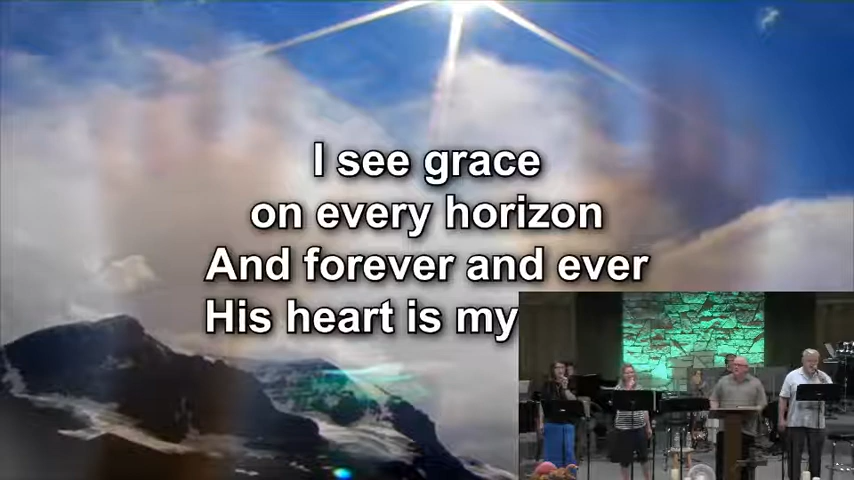 I see grace
on every horizon
And forever and ever
His heart is my